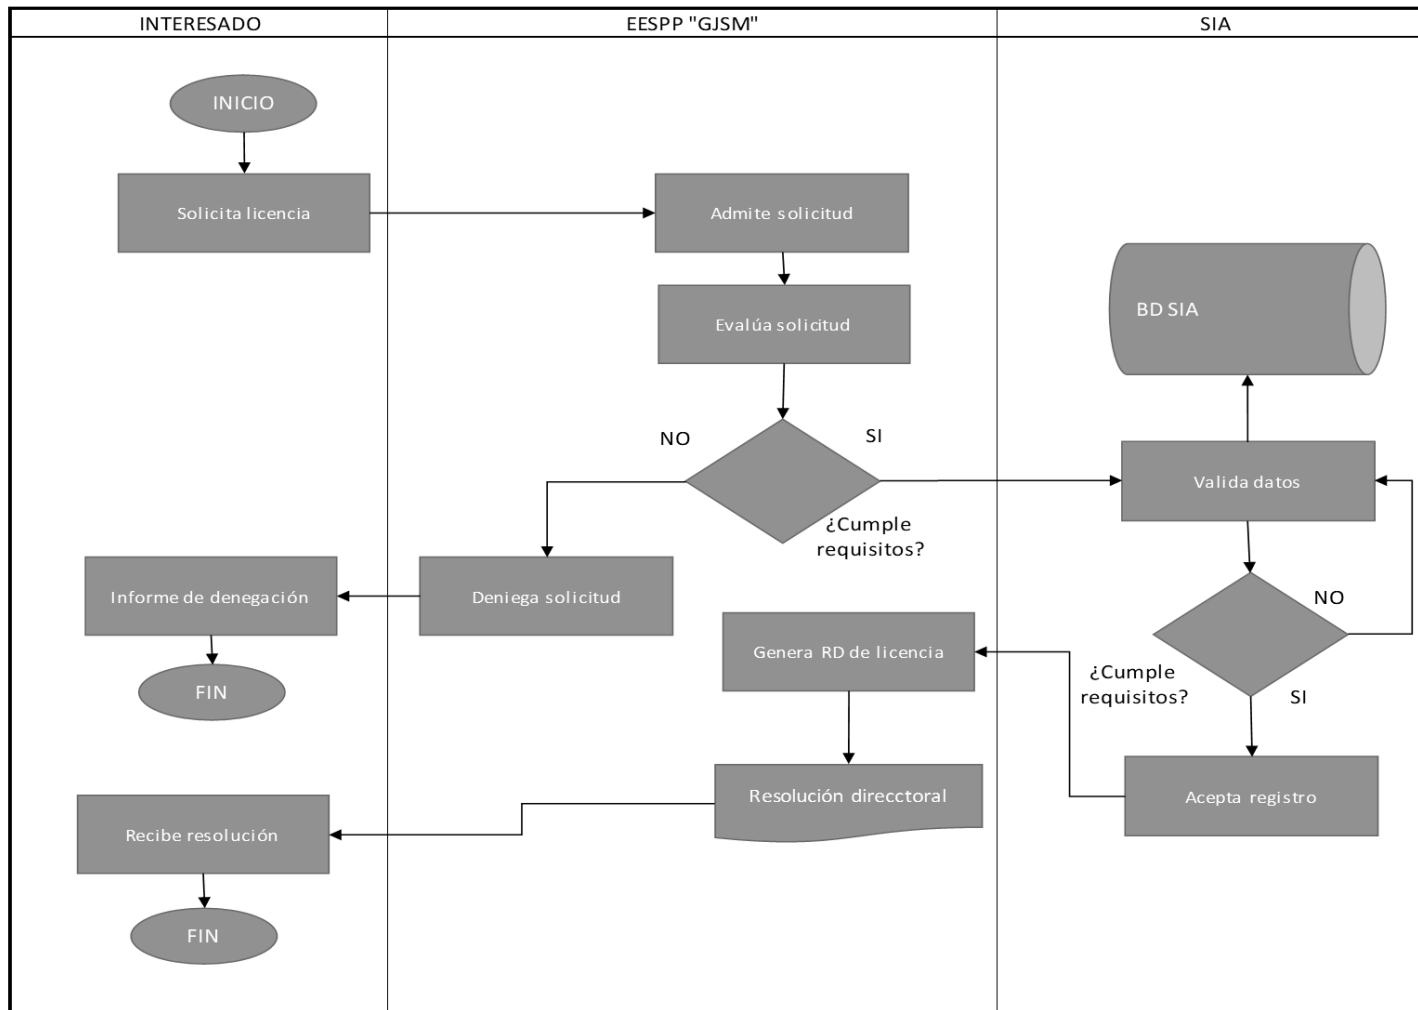 INTERESADO
EESPP "GJSM"
SIA
INICIO
Solicita licencia
Admite solicitud
Evalúa solicitud
BD SIA
NO
SI
¿Cumple
requisitos?
Valida datos
Informe de denegación
Deniega solicitud
NO
Genera RD de licencia
¿Cumple
requisitos?
SI
FIN
Resolución direcctoral
Acepta registro
Recibe resolución
FIN